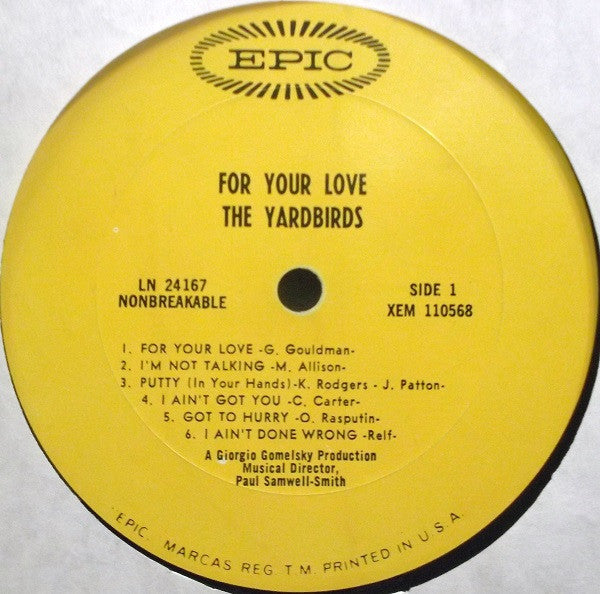 EPIC
FOR YOUR LOVE
THE YARDBIRDS
LN 24167
NONBREAKABLE
SIDE 1
XEM 110568
1. FOR YOUR LOVE -G. Gouldman-
2. I'M NOT TALKING -M. Allison-
3. PUTTY (In Your Hands) -K. Rodgers - J. Patton-
4. I AIN'T GOT YOU -C. Carter-
5. GOT TO HURRY -O. Rasputin-
6. I AIN'T DONE WRONG -Relf-
A Giorgio Gomelsky Production
Musical Director,
Paul Samwell-Smith
EPIC. MARCAS REG. T M. PRINTED IN U.S.A.